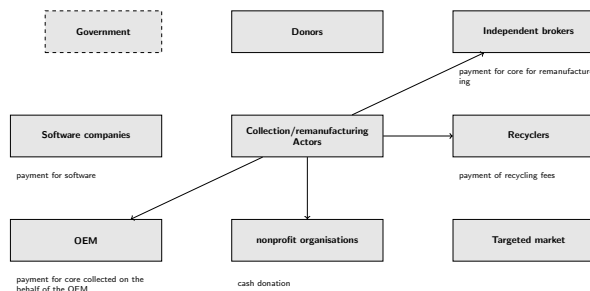 Government
Donors
Independent brokers
payment for core for remanufactur-
ing
Software companies
Collection/remanufacturing
Actors
Recyclers
payment for software
payment of recycling fees
OEM
nonprofit organisations
Targeted market
payment for core collected on the
behalf of the OEM
cash donation